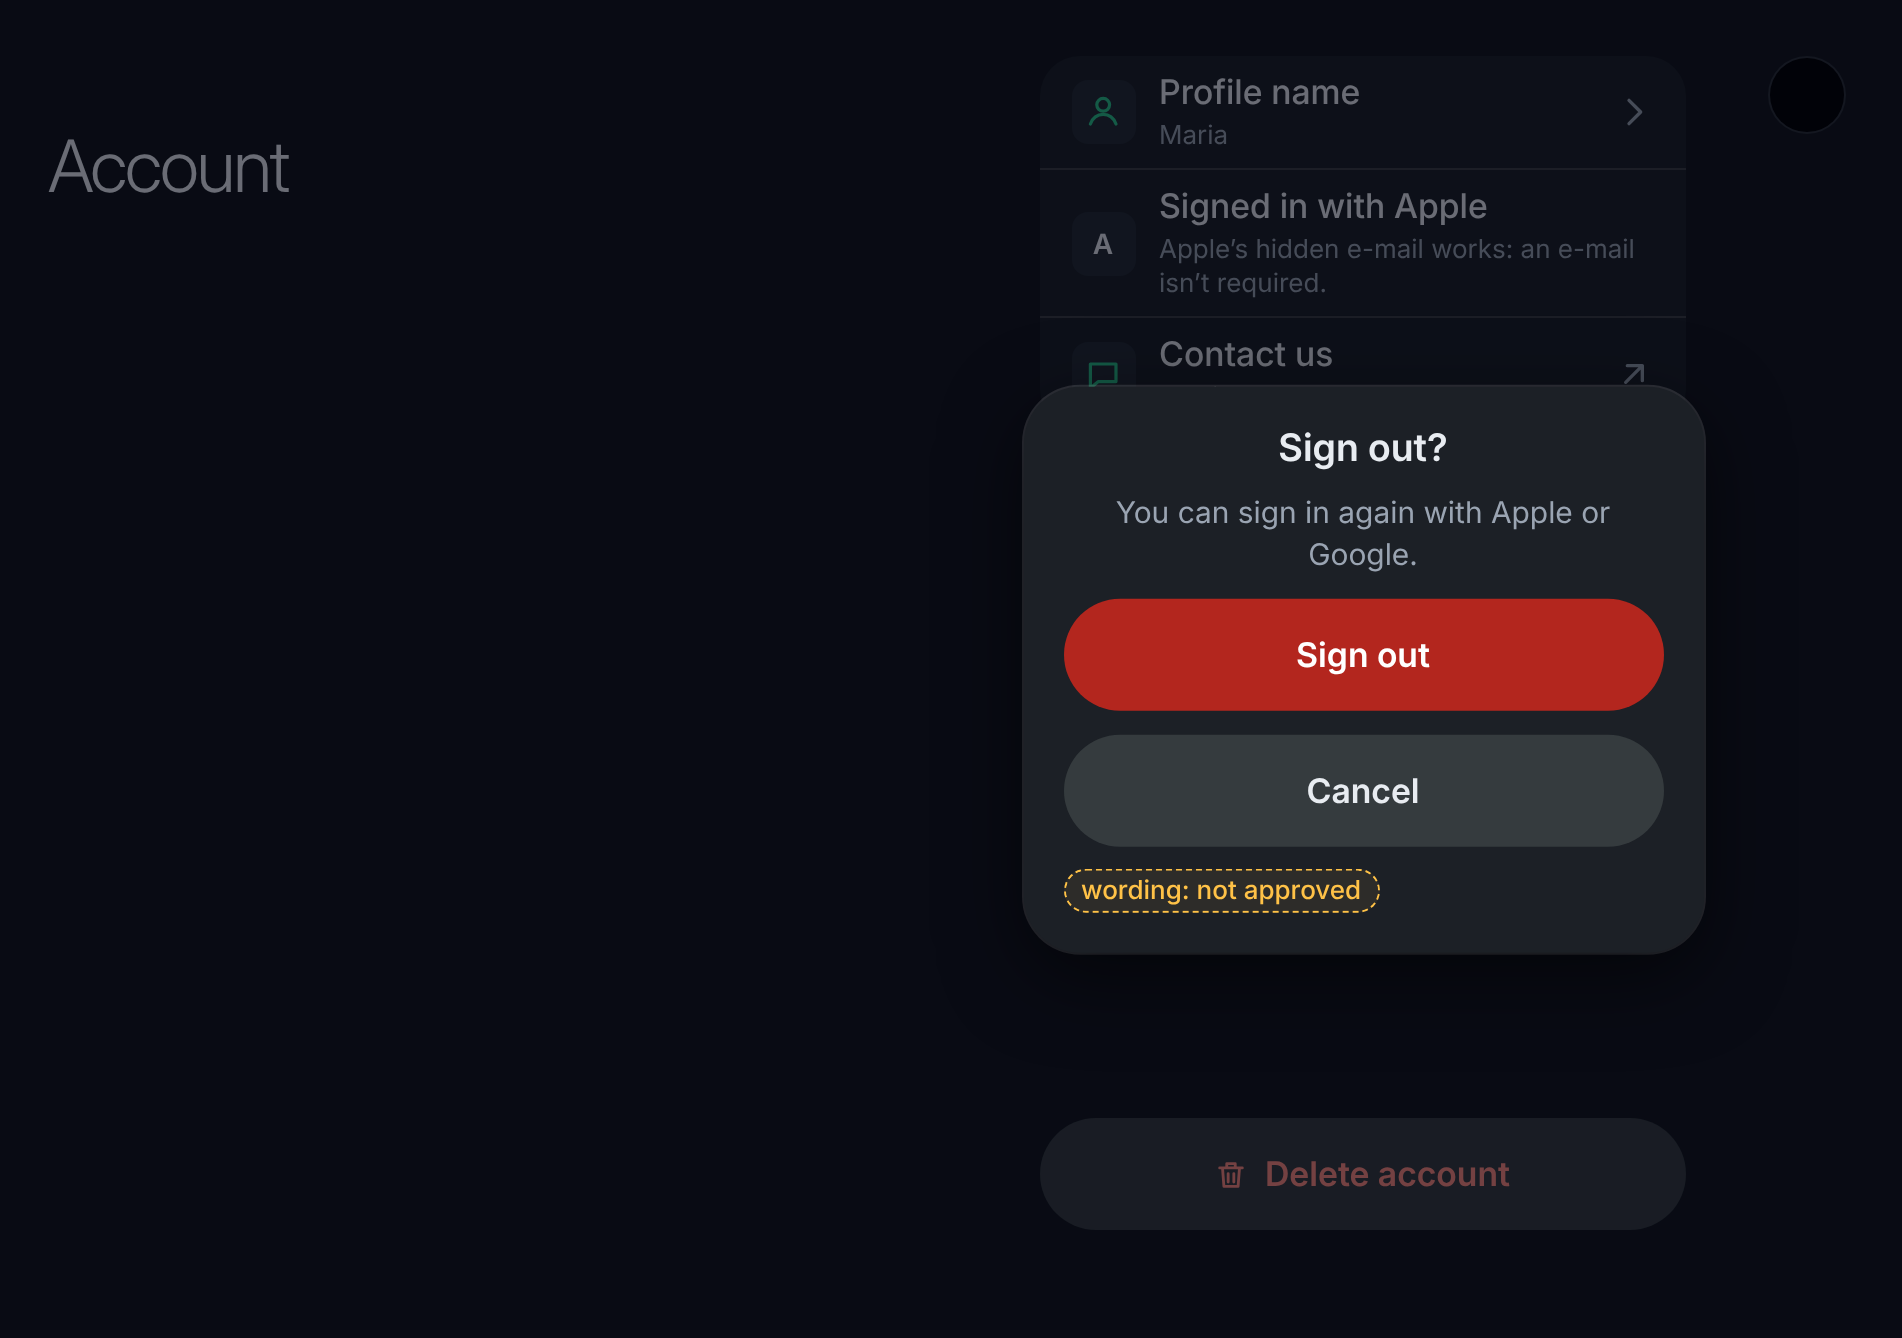 Account
Profile name
Maria
A
Signed in with Apple
Apple’s hidden e-mail works: an e-mail
isn’t required.
Contact us
Sign out?
You can sign in again with Apple or
Google.
Sign out
Cancel
wording: not approved
Delete account